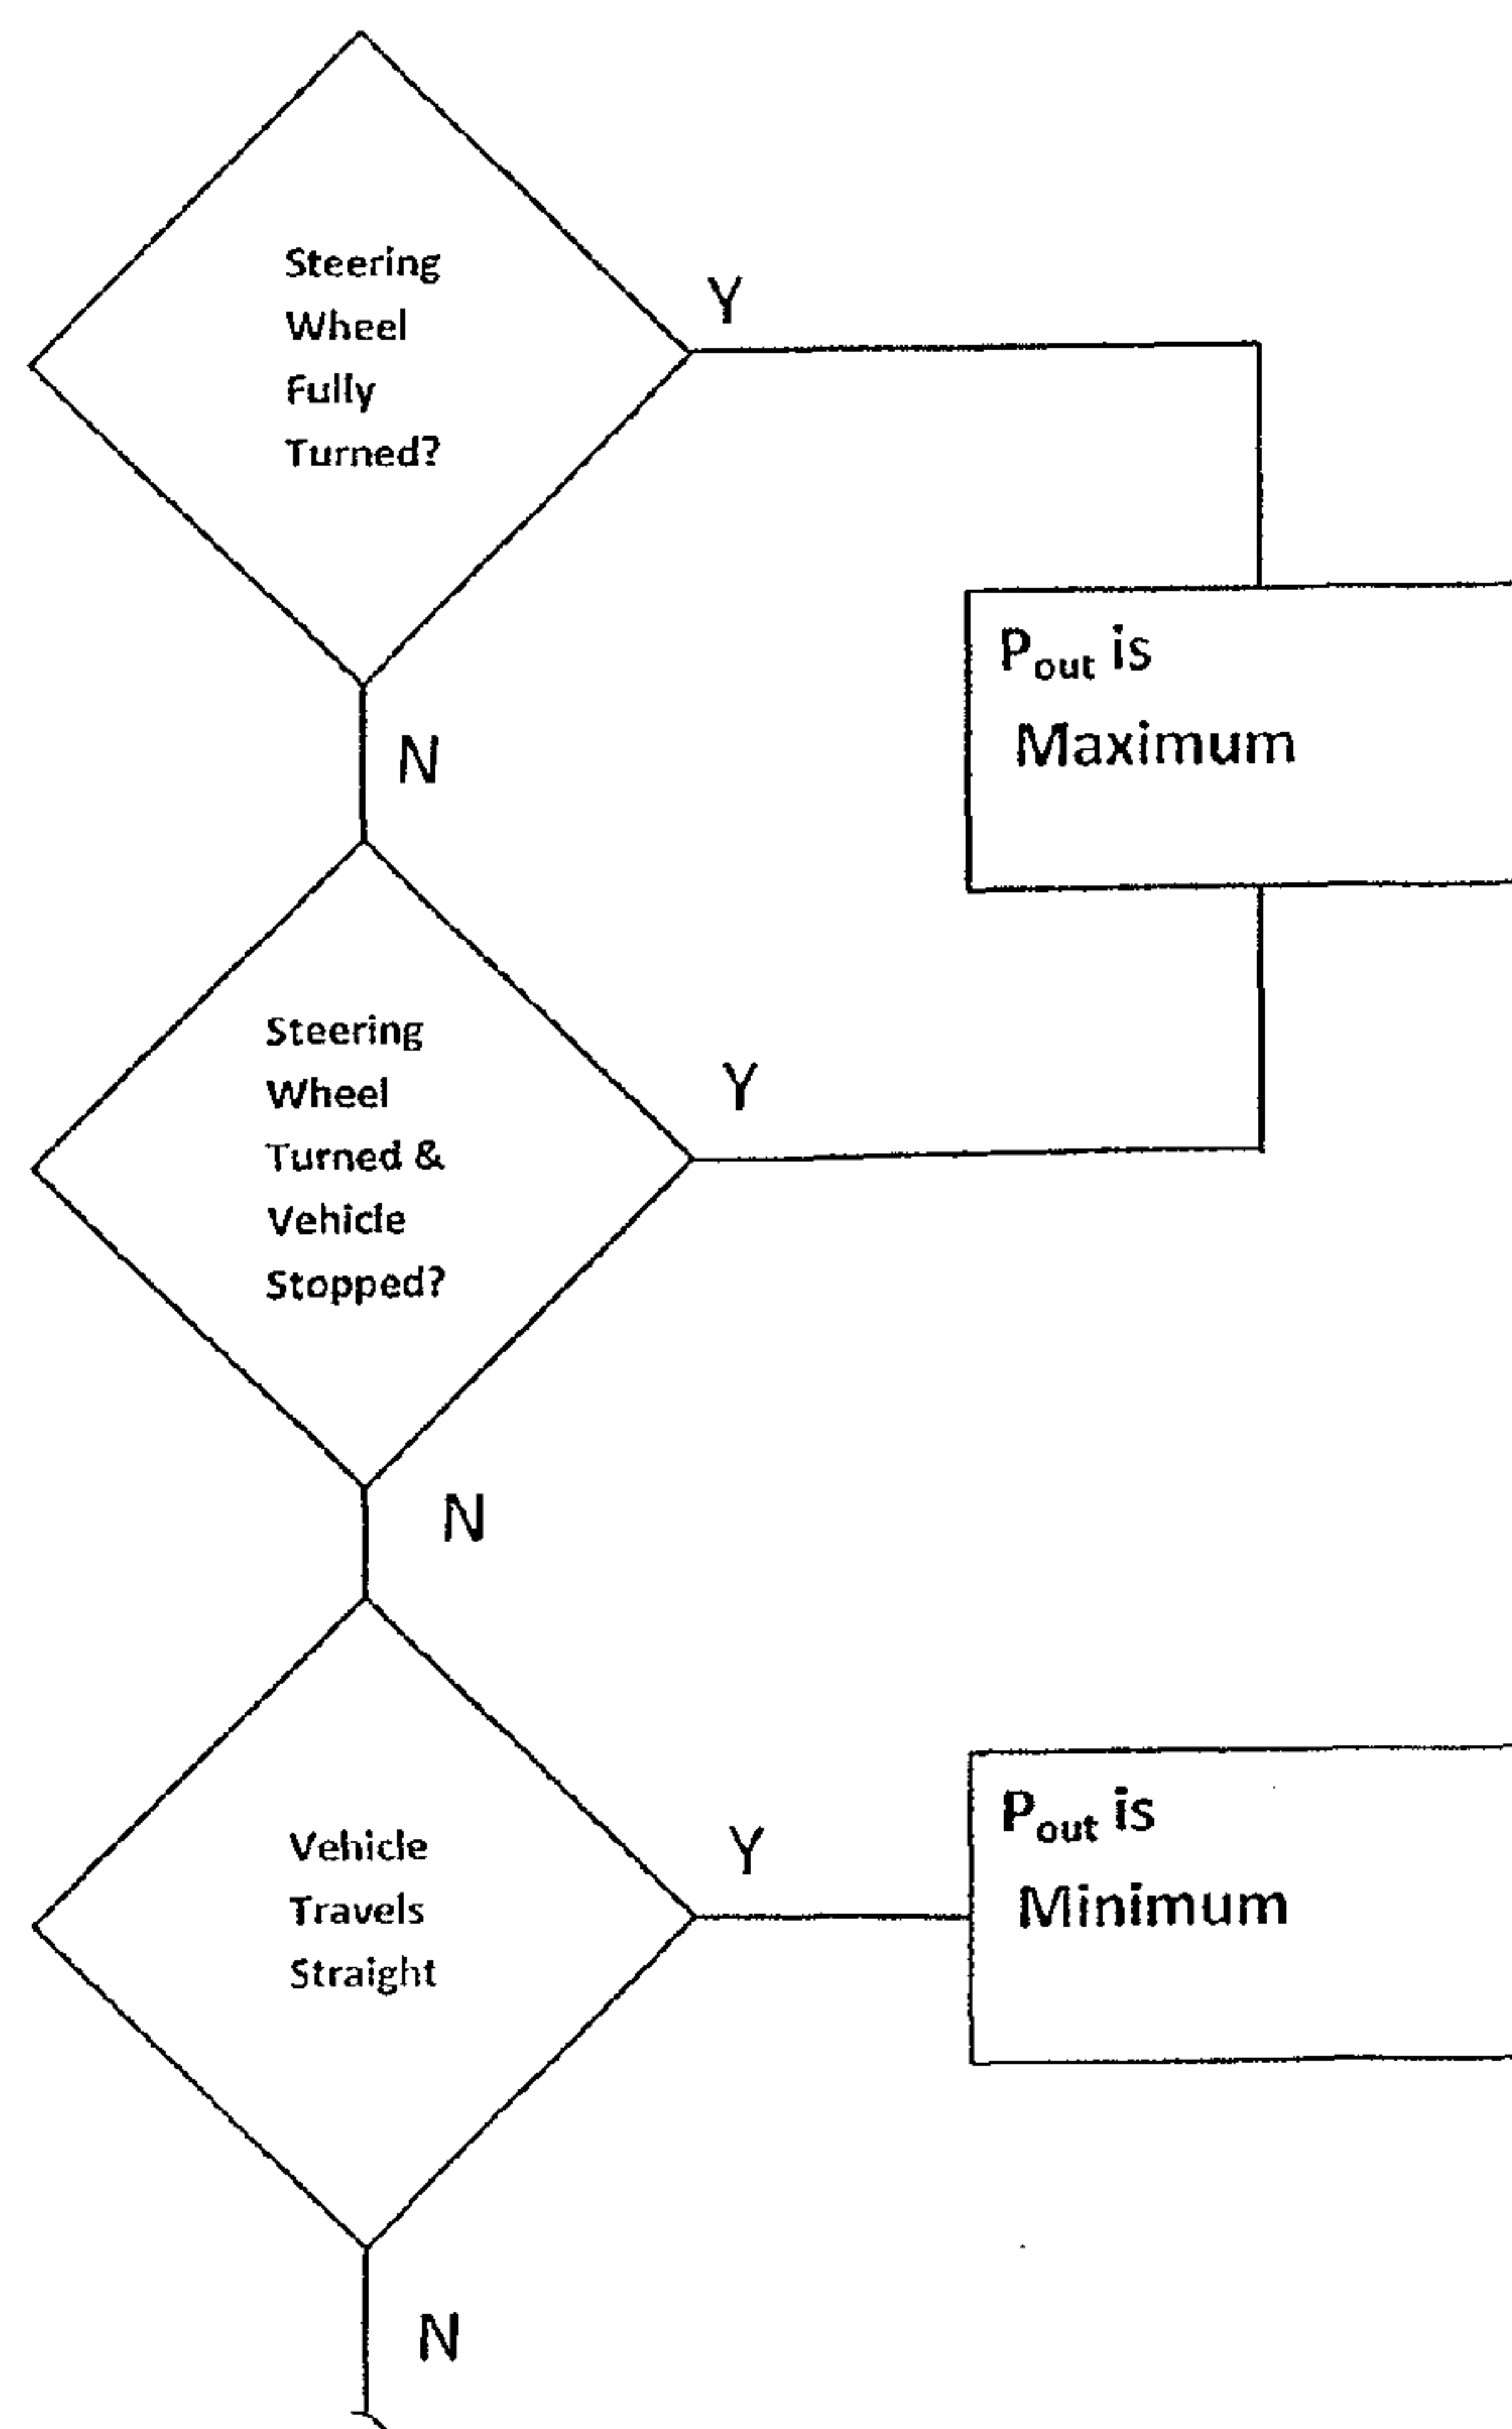 Steering
Wheel
Fully
Turned?
Y
N
Pout is
Maximum
Steering
Wheel
Turned &
Vehicle
Stopped?
Y
N
Vehicle
Travels
Straight
Y
Pout is
Minimum
N